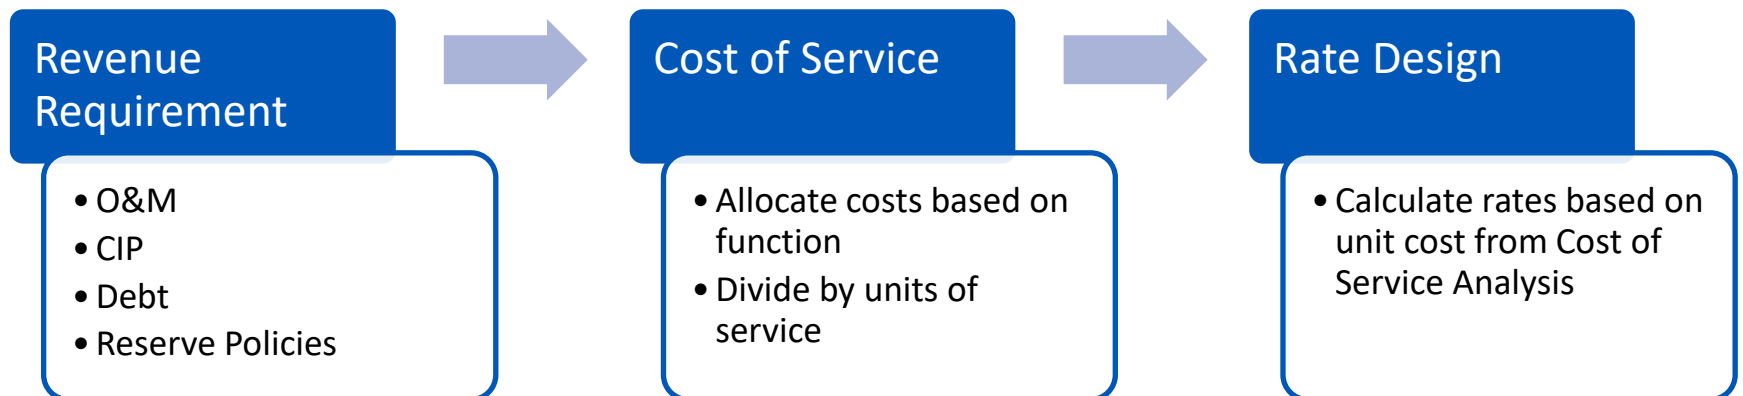 Revenue
Requirement
• O&M
• CIP
• Debt
• Reserve Policies
Cost of Service
• Allocate costs based on
function
• Divide by units of
service
Rate Design
• Calculate rates based on
unit cost from Cost of
Service Analysis